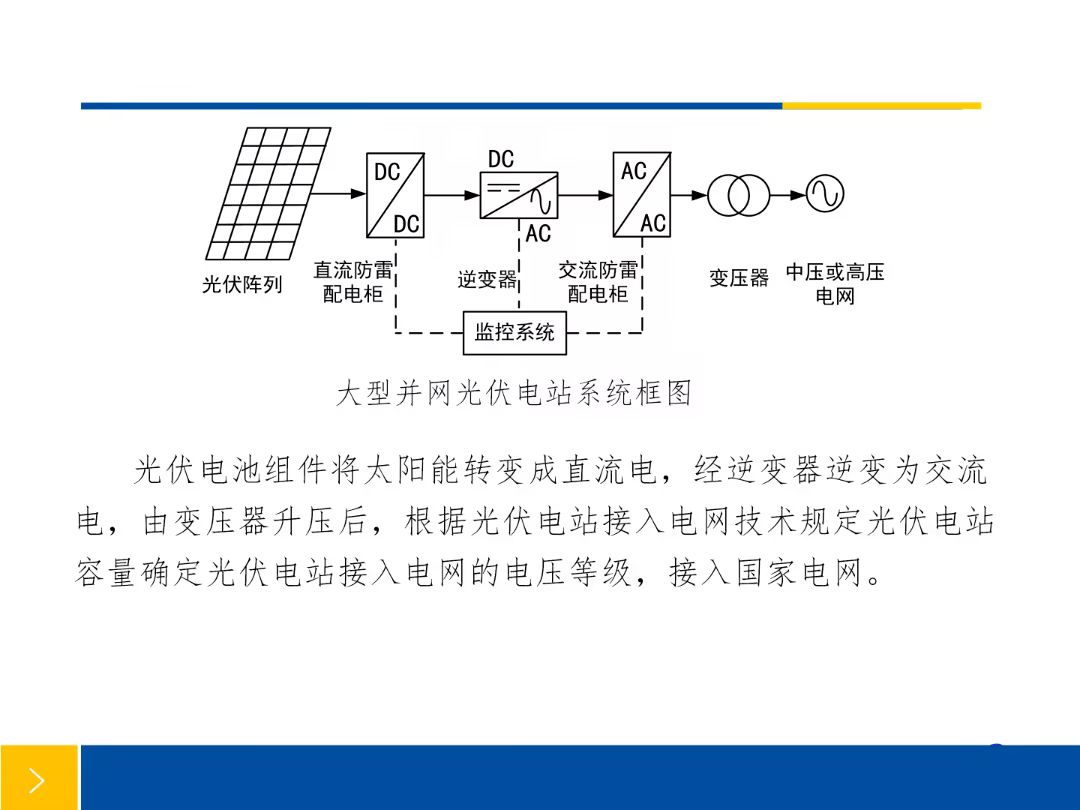 DC
DC
DC
AC
AC
AC
光伏阵列
直流防雷
配电柜
逆变器
交流防雷
配电柜
变压器
中压或高压
电网
监控系统
大型并网光伏电站系统框图
光伏电池组件将太阳能转变成直流电，经逆变器逆变为交流
电，由变压器升压后，根据光伏电站接入电网技术规定光伏电站
容量确定光伏电站接入电网的电压等级，接入国家电网。